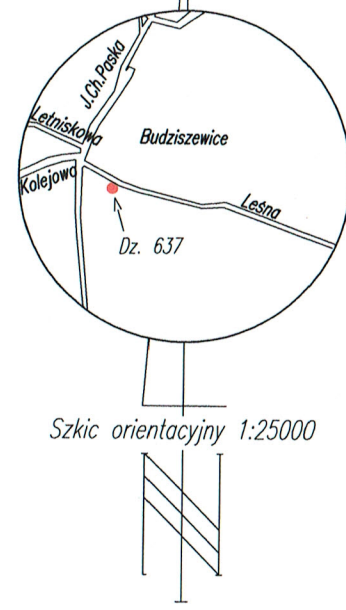 J.Ch.Paska
Letniskowa
Budziszewice
Kolejowa
Leśna
Dz. 637
Szkic orientacyjny 1:25000
N